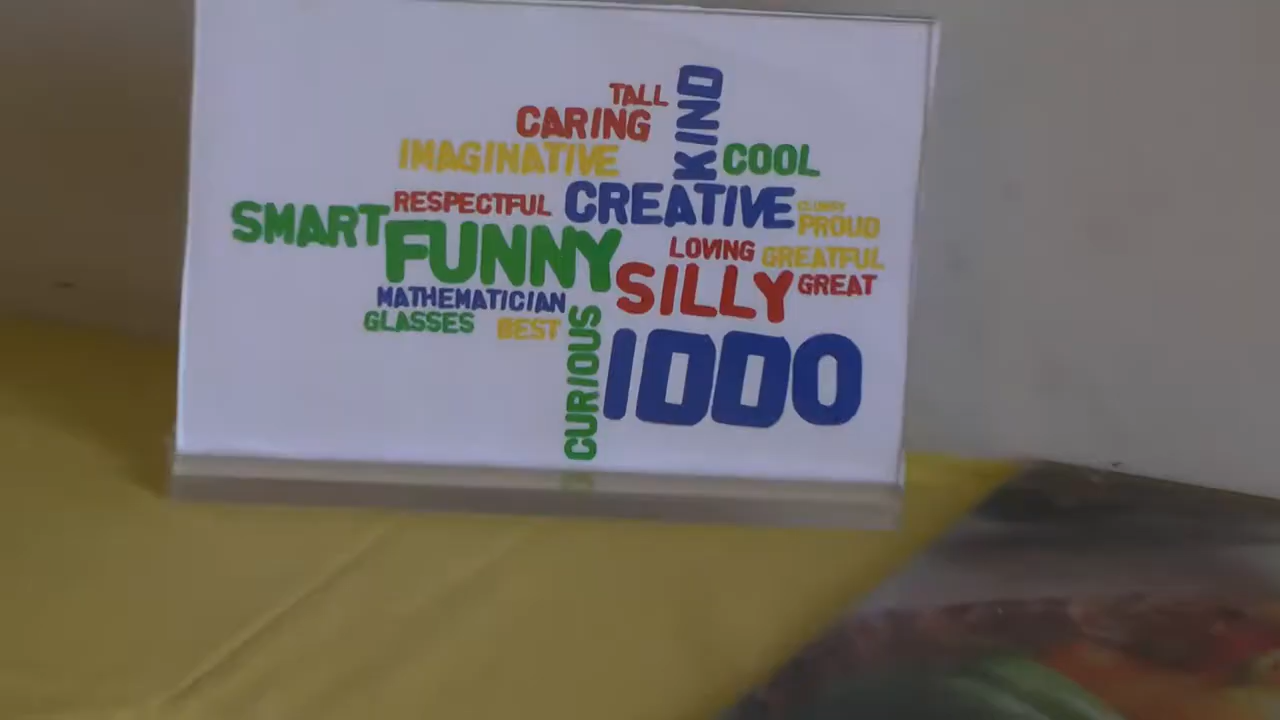 TALL
KIND
CARING
IMAGINATIVE
COOL
RESPECTFUL
CREATIVE
SMART
PROUD
FUNNY
LOVING
GREATFUL
SILLY
GREAT
MATHEMATICIAN
GLASSES
BEST
CURIOUS
IDDO